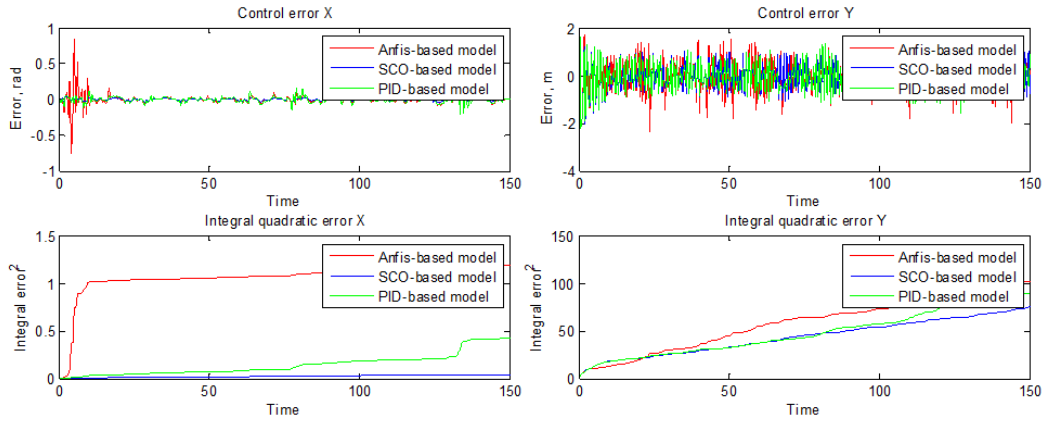 Control error X
1
0.5
0
-0.5
-1
Error, rad
Anfis-based model
SCO-based model
PID-based model
0
50
100
150
Time
Control error Y
2
0
-2
-4
Error, m
Anfis-based model
SCO-based model
PID-based model
0
50
100
150
Time
Integral quadratic error X
1.5
1
0.5
0
Integral error²
Anfis-based model
SCO-based model
PID-based model
0
50
100
150
Time
Integral quadratic error Y
150
100
50
0
Integral error²
Anfis-based model
SCO-based model
PID-based model
0
50
100
150
Time